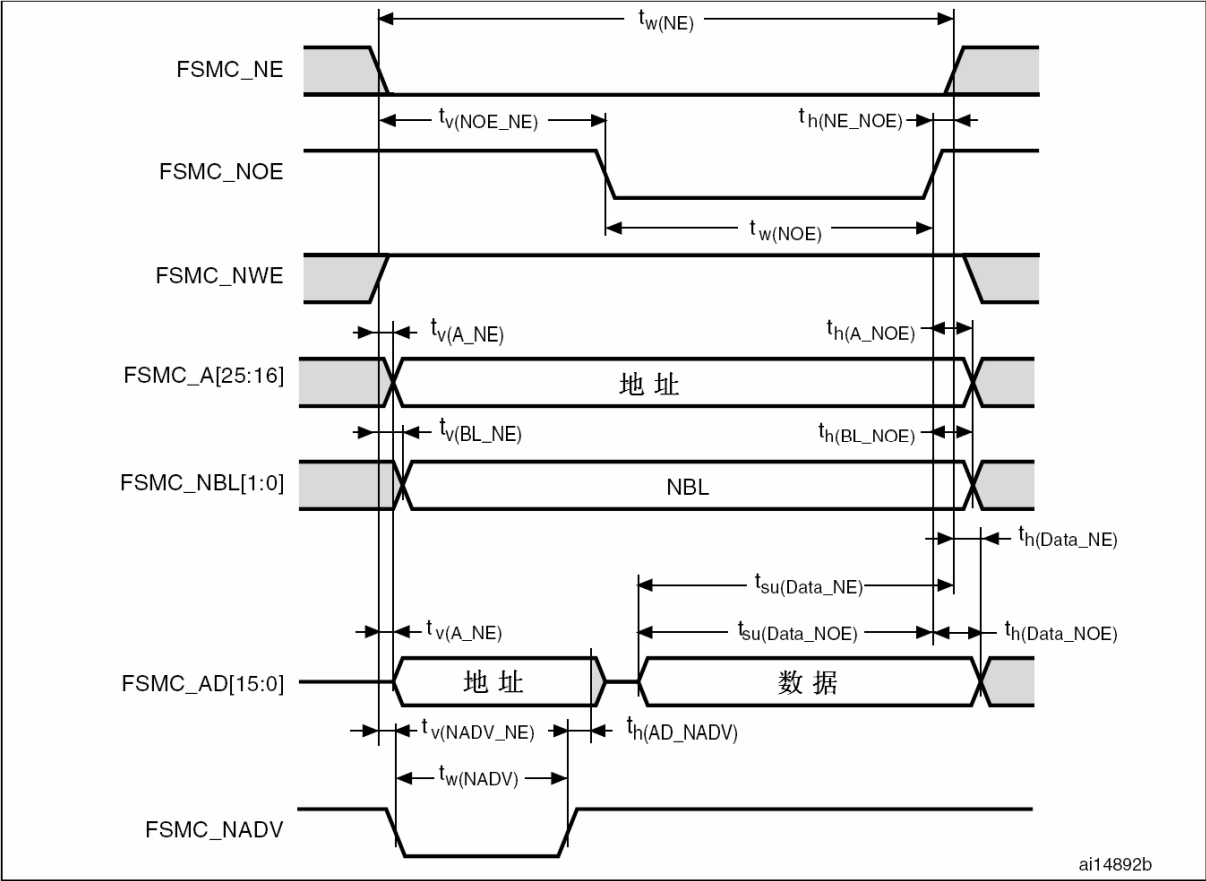 tw(NE)
FSMC_NE
tv(NOE_NE)
th(NE_NOE)
FSMC_NOE
tw(NOE)
FSMC_NWE
tv(A_NE)
th(A_NOE)
FSMC_A[25:16]
地址
tv(BL_NE)
th(BL_NOE)
FSMC_NBL[1:0]
NBL
th(Data_NE)
tsu(Data_NE)
tv(A_NE)
tsu(Data_NOE)
th(Data_NOE)
FSMC_AD[15:0]
地址
数据
tv(NADV_NE)
th(AD_NADV)
tw(NADV)
FSMC_NADV
ai14892b